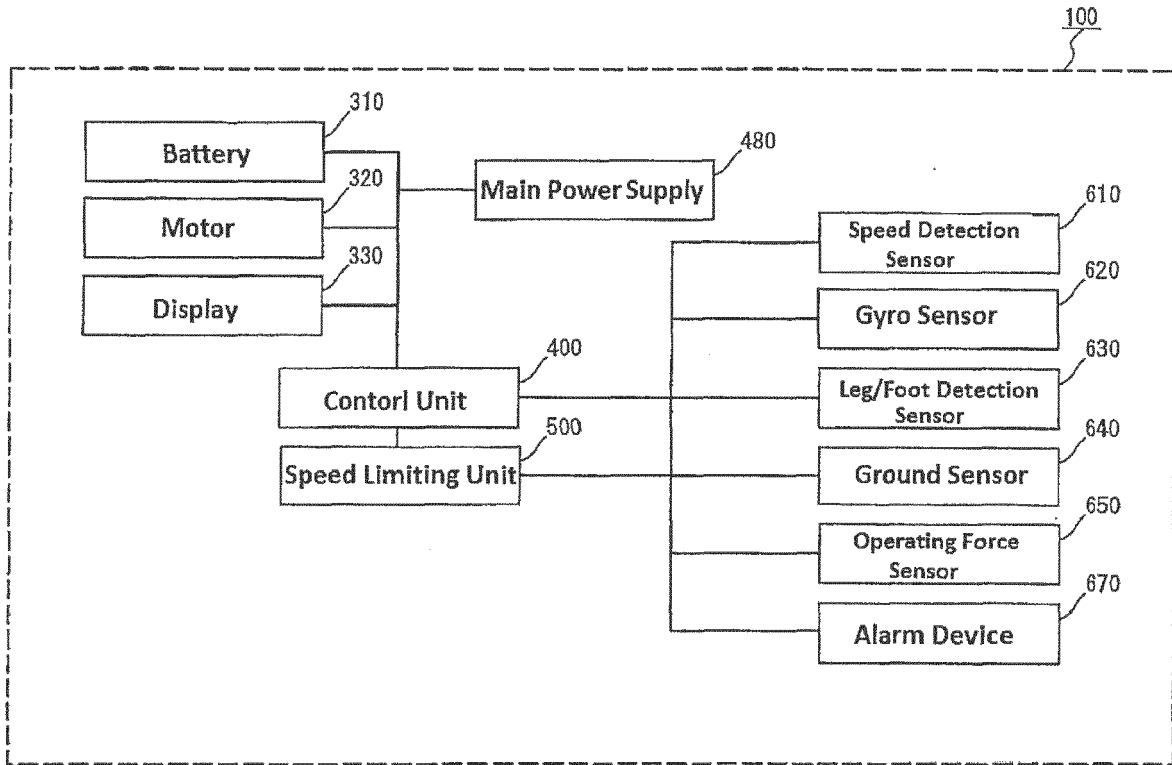 100
310
Battery
480
Main Power Supply
320
Motor
330
Display
610
Speed Detection
Sensor
620
Gyro Sensor
400
Contorl Unit
630
Leg/Foot Detection
Sensor
500
Speed Limiting Unit
640
Ground Sensor
650
Operating Force
Sensor
670
Alarm Device